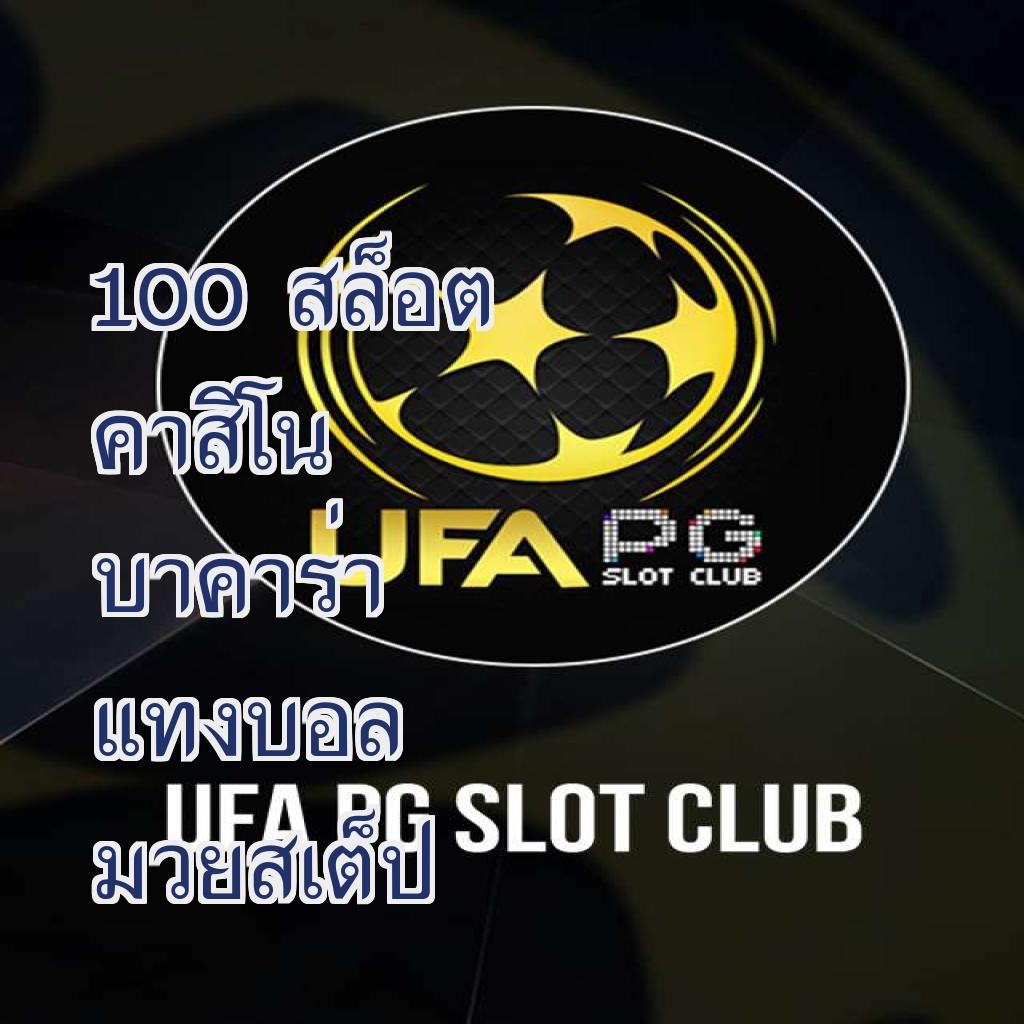 100 สล็อต
คาสิโน
UFA PG
SLOT CLUB
บาคาร่า
แทงบอล
UFA PG SLOT CLUB
มวยสเต็ป